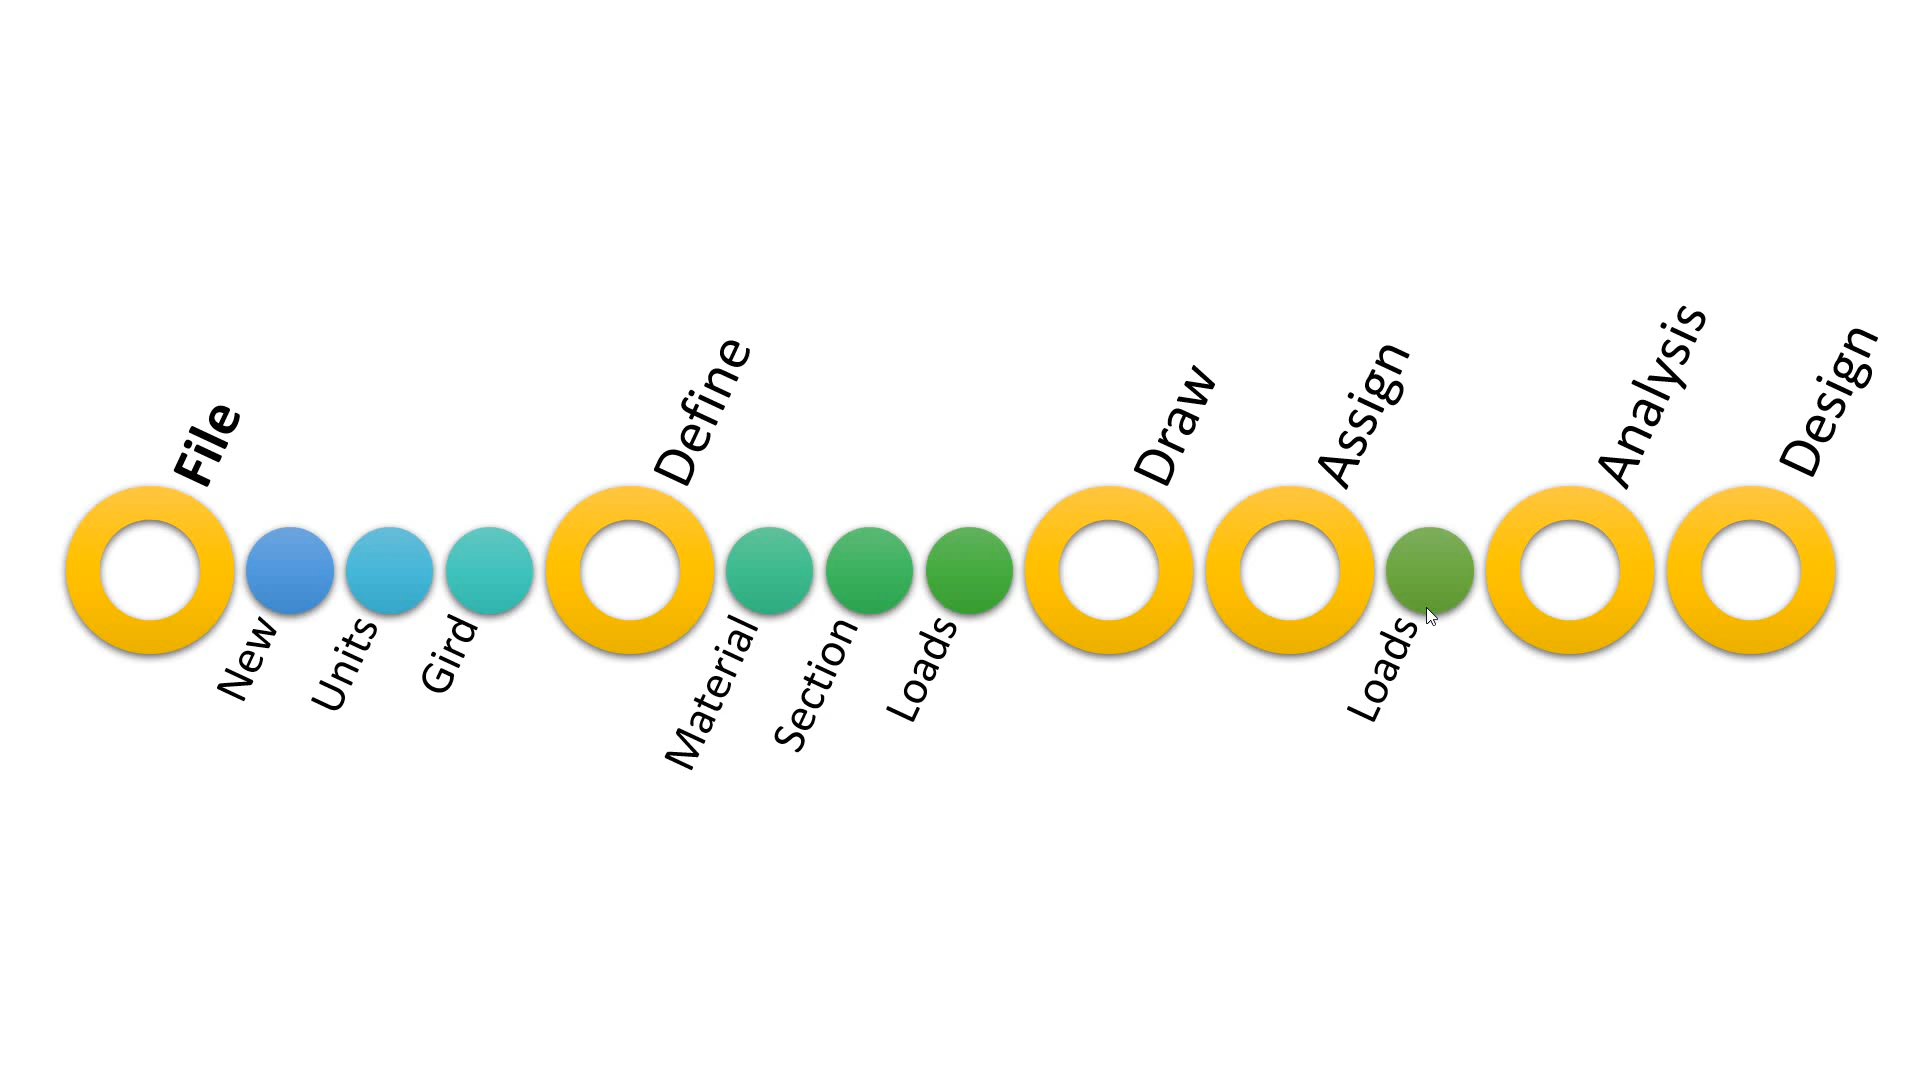 File
New
Units
Gird
Define
Material
Section
Loads
Draw
Assign
Loads
Analysis
Design